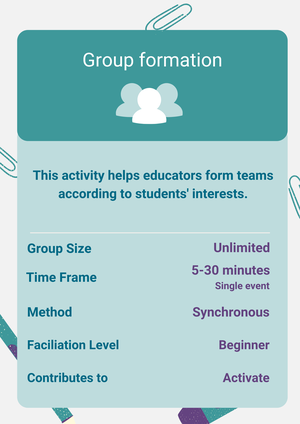 Group formation
This activity helps educators form teams
according to students' interests.
Group Size Unlimited
Time Frame 5-30 minutes
Single event
Method Synchronous
Faciliation Level Beginner
Contributes to Activate